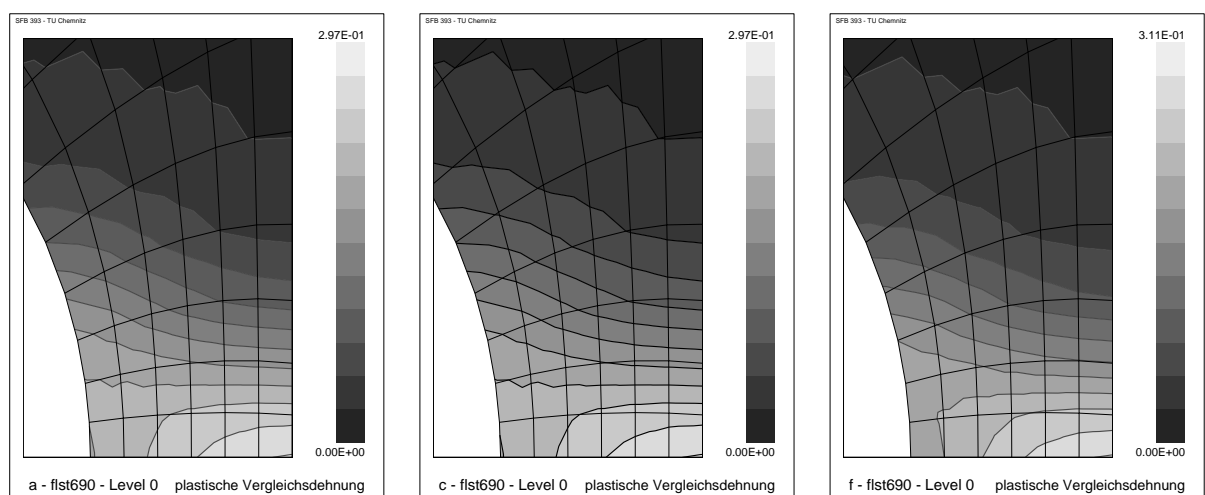 SFB 393 - TU Chemnitz
2.97E-01
0.00E+00
a - flst690 - Level 0 plastische Vergleichsdehnung
SFB 393 - TU Chemnitz
2.97E-01
0.00E+00
c - flst690 - Level 0 plastische Vergleichsdehnung
SFB 393 - TU Chemnitz
3.11E-01
0.00E+00
f - flst690 - Level 0 plastische Vergleichsdehnung